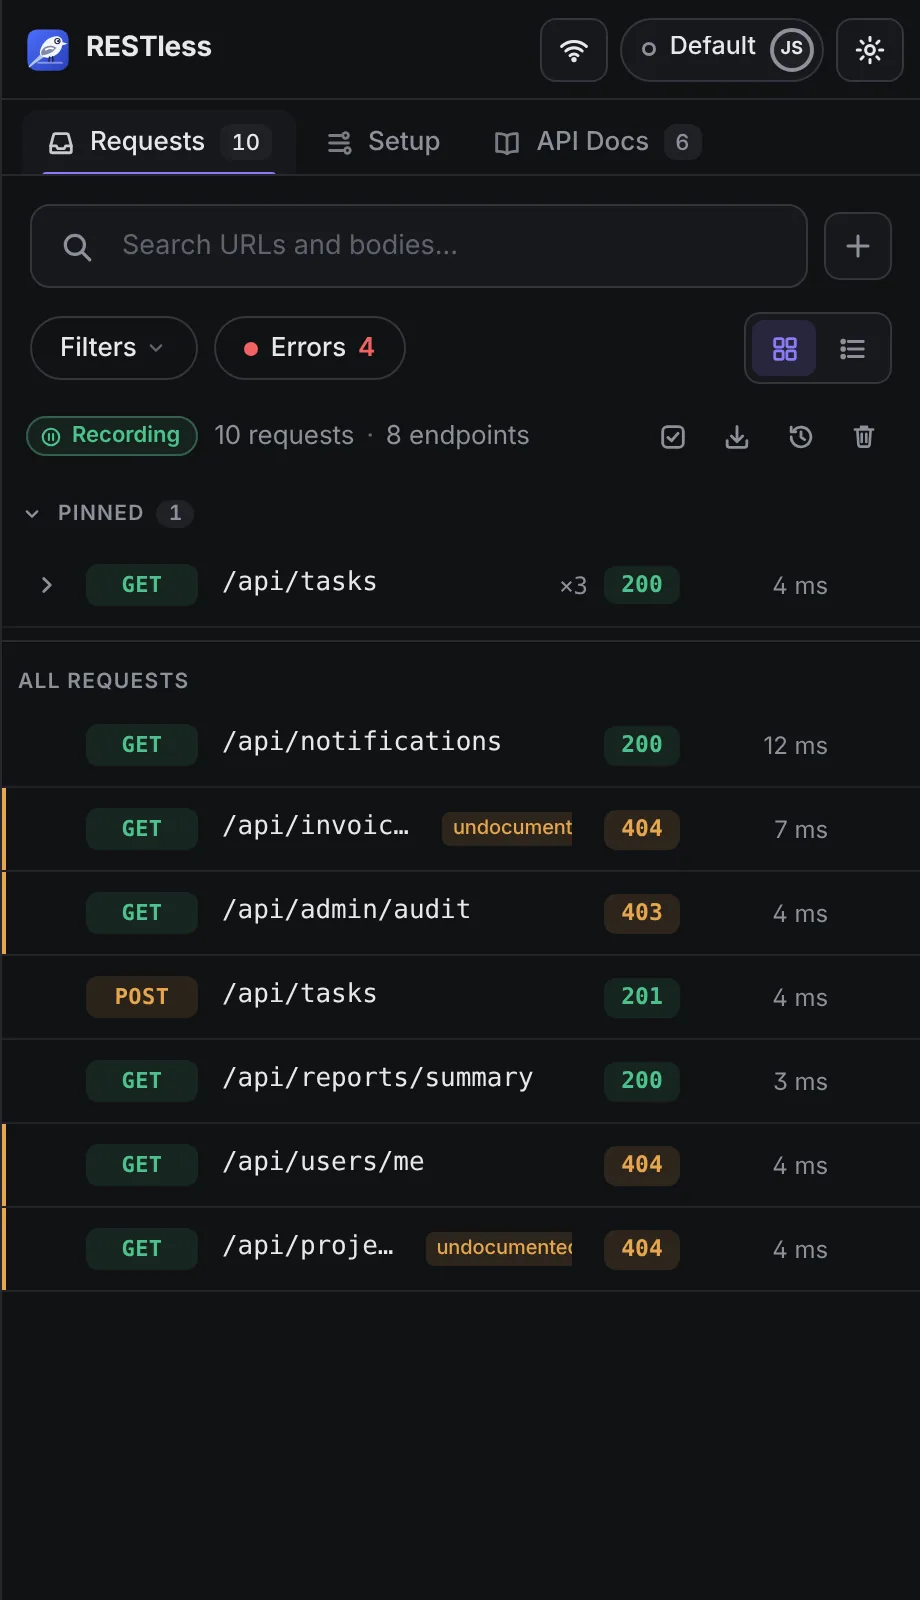 RESTless
Default JS
Requests 10 Setup API Docs 6
Search URLs and bodies...
Filters Errors 4
Recording 10 requests · 8 endpoints
PINNED 1
GET /api/tasks ×3 200 4 ms
ALL REQUESTS
GET /api/notifications 200 12 ms
GET /api/invoic… undocument 404 7 ms
GET /api/admin/audit 403 4 ms
POST /api/tasks 201 4 ms
GET /api/reports/summary 200 3 ms
GET /api/users/me 404 4 ms
GET /api/proje… undocumented 404 4 ms